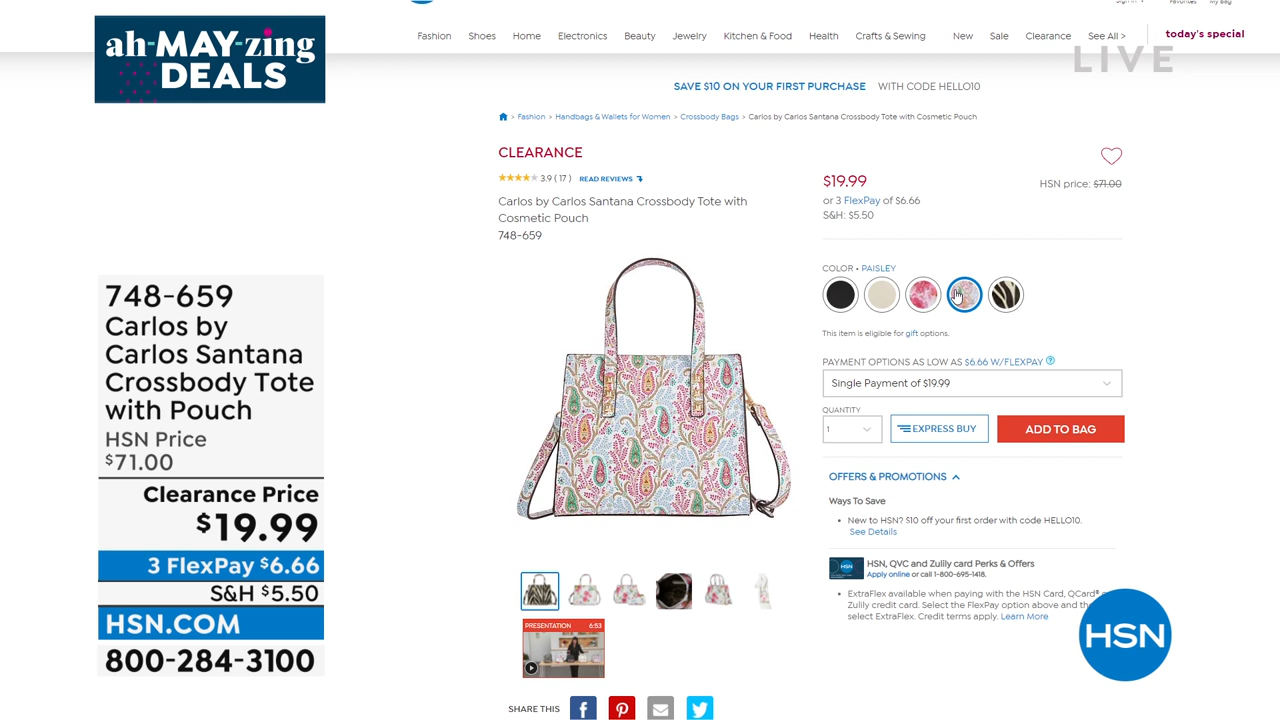 ah-MAY-zing
DEALS
Fashion Shoes Home Electronics Beauty Jewelry Kitchen & Food Health Crafts & Sewing New Sale Clearance See All > today's special
LIVE
SAVE $10 ON YOUR FIRST PURCHASE WITH CODE HELLO10
> Fashion > Handbags & Wallets for Women > Crossbody Bags > Carlos by Carlos Santana Crossbody Tote with Cosmetic Pouch
CLEARANCE
3.9 ( 17 ) READ REVIEWS
Carlos by Carlos Santana Crossbody Tote with
Cosmetic Pouch
748-659
$19.99
HSN price: $71.00
or 3 FlexPay of $6.66
S&H: $5.50
COLOR • PAISLEY
This item is eligible for gift options.
PAYMENT OPTIONS AS LOW AS $6.66 W/FLEXPAY ?
Single Payment of $19.99
QUANTITY
1
EXPRESS BUY
ADD TO BAG
OFFERS & PROMOTIONS
Ways To Save
• New to HSN? $10 off your first order with code HELLO10.
See Details
HSN, QVC and Zulily card Perks & Offers
Apply online or call 1-800-695-1418.
• ExtraFlex available when paying with the HSN Card, QCard®
Zulily credit card. Select the FlexPay option above and
select ExtraFlex. Credit terms apply. Learn More
HSN
PRESENTATION 6:53
SHARE THIS
748-659
Carlos by
Carlos Santana
Crossbody Tote
with Pouch
HSN Price
$71.00
Clearance Price
$19.99
3 FlexPay $6.66
S&H $5.50
HSN.COM
800-284-3100